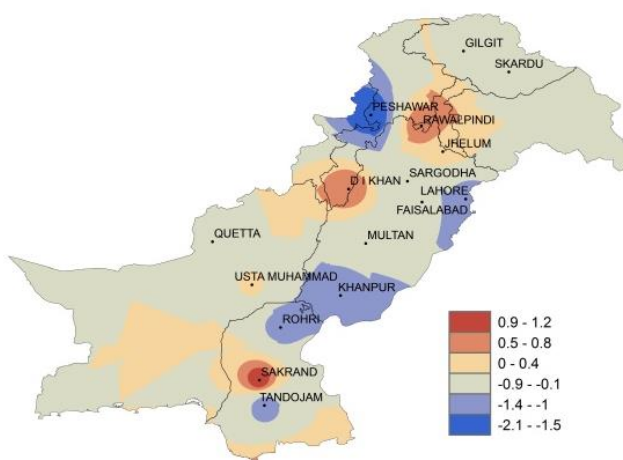 GILGIT
SKARDU
PESHAWAR
RAWALPINDI
JHELUM
SARGODHA
D I KHAN
LAHORE
FAISALABAD
QUETTA
MULTAN
USTA MUHAMMAD
KHANPUR
ROHRI
SAKRAND
TANDOJAM
0.9 - 1.2
0.5 - 0.8
0 - 0.4
-0.9 - -0.1
-1.4 - -1
-2.1 - -1.5